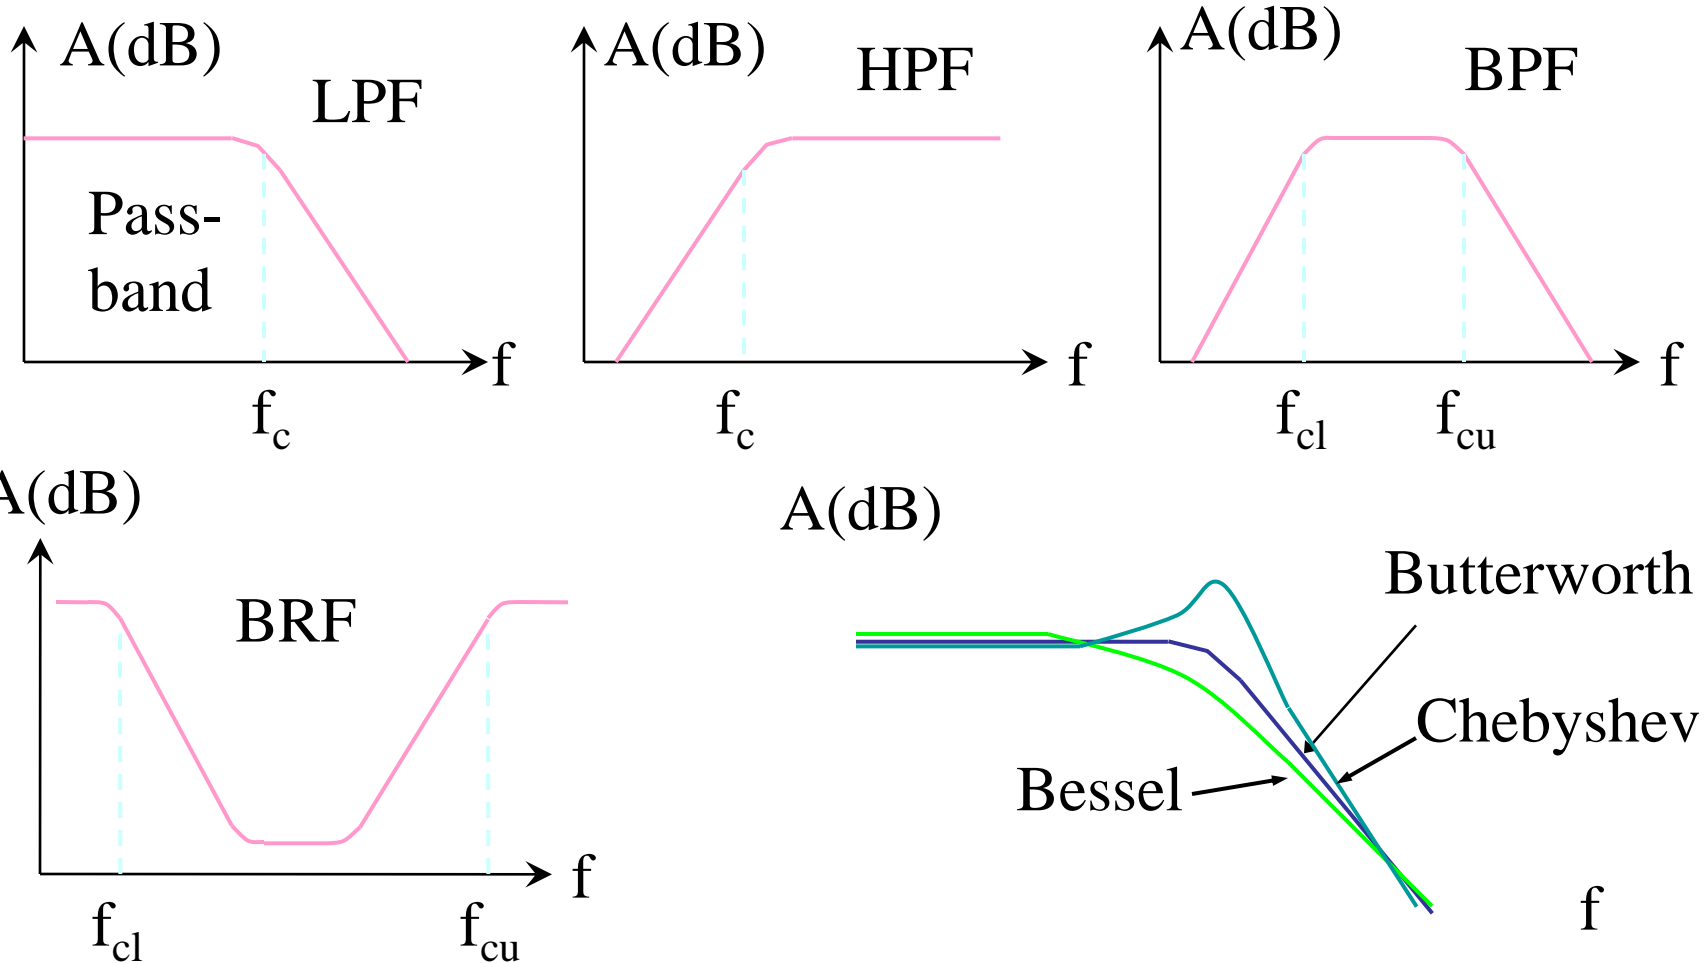 A(dB)
LPF
Pass-
band
f
fc
A(dB)
HPF
f
fc
A(dB)
BPF
f
fcl
fcu
A(dB)
BRF
f
fcl
fcu
A(dB)
Butterworth
Chebyshev
Bessel
f